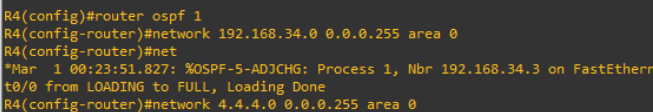 R4(config)#router ospf 1
R4(config-router)#network 192.168.34.0 0.0.0.255 area 0
R4(config-router)#net
*Mar  1 00:23:51.827: %OSPF-5-ADJCHG: Process 1, Nbr 192.168.34.3 on FastEthern
t0/0 from LOADING to FULL, Loading Done
R4(config-router)#network 4.4.4.0 0.0.0.255 area 0